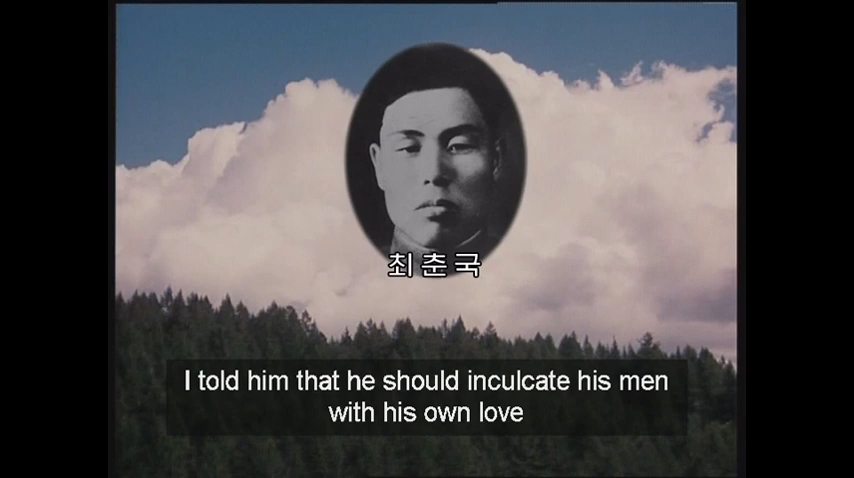 최춘국
I told him that he should inculcate his men
with his own love